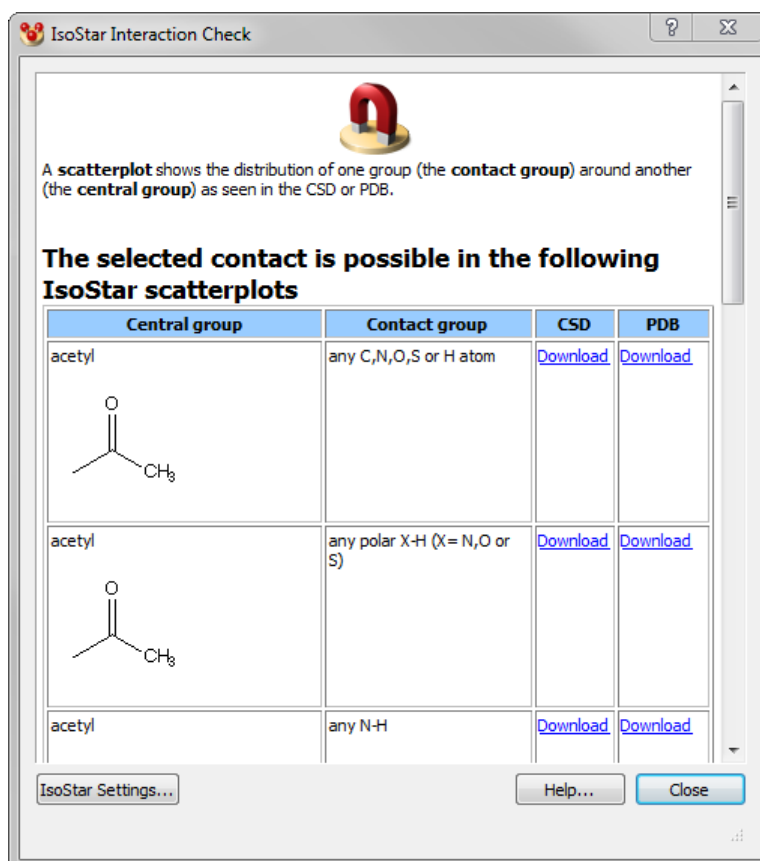 IsoStar Interaction Check
A scatterplot shows the distribution of one group (the contact group) around another
(the central group) as seen in the CSD or PDB.
The selected contact is possible in the following
IsoStar scatterplots
Central group Contact group CSD PDB
acetyl any C,N,O,S or H atom Download Download
O
CH3
acetyl any polar X-H (X= N,O or Download Download
S)
O
CH3
acetyl any N-H Download Download
IsoStar Settings... Help... Close